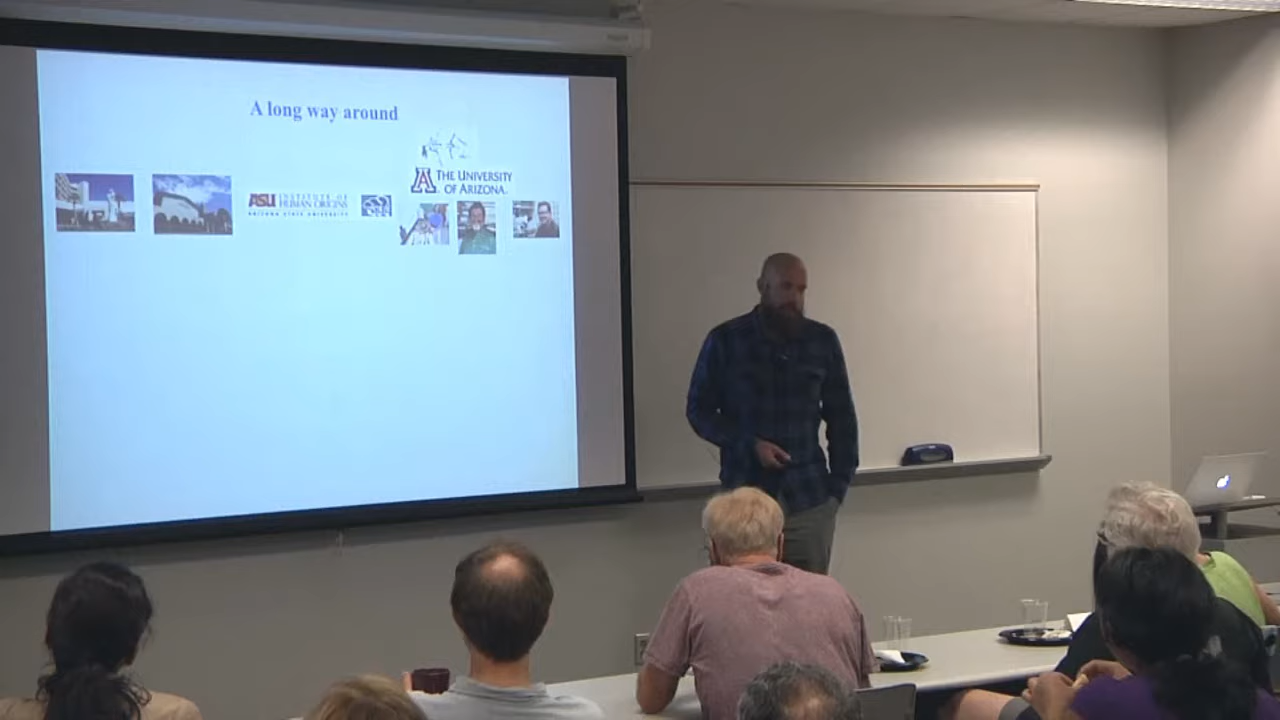 A long way around
THE UNIVERSITY
OF ARIZONA
ASU INSTITUTE OF
HUMAN ORIGINS
ARIZONA STATE UNIVERSITY